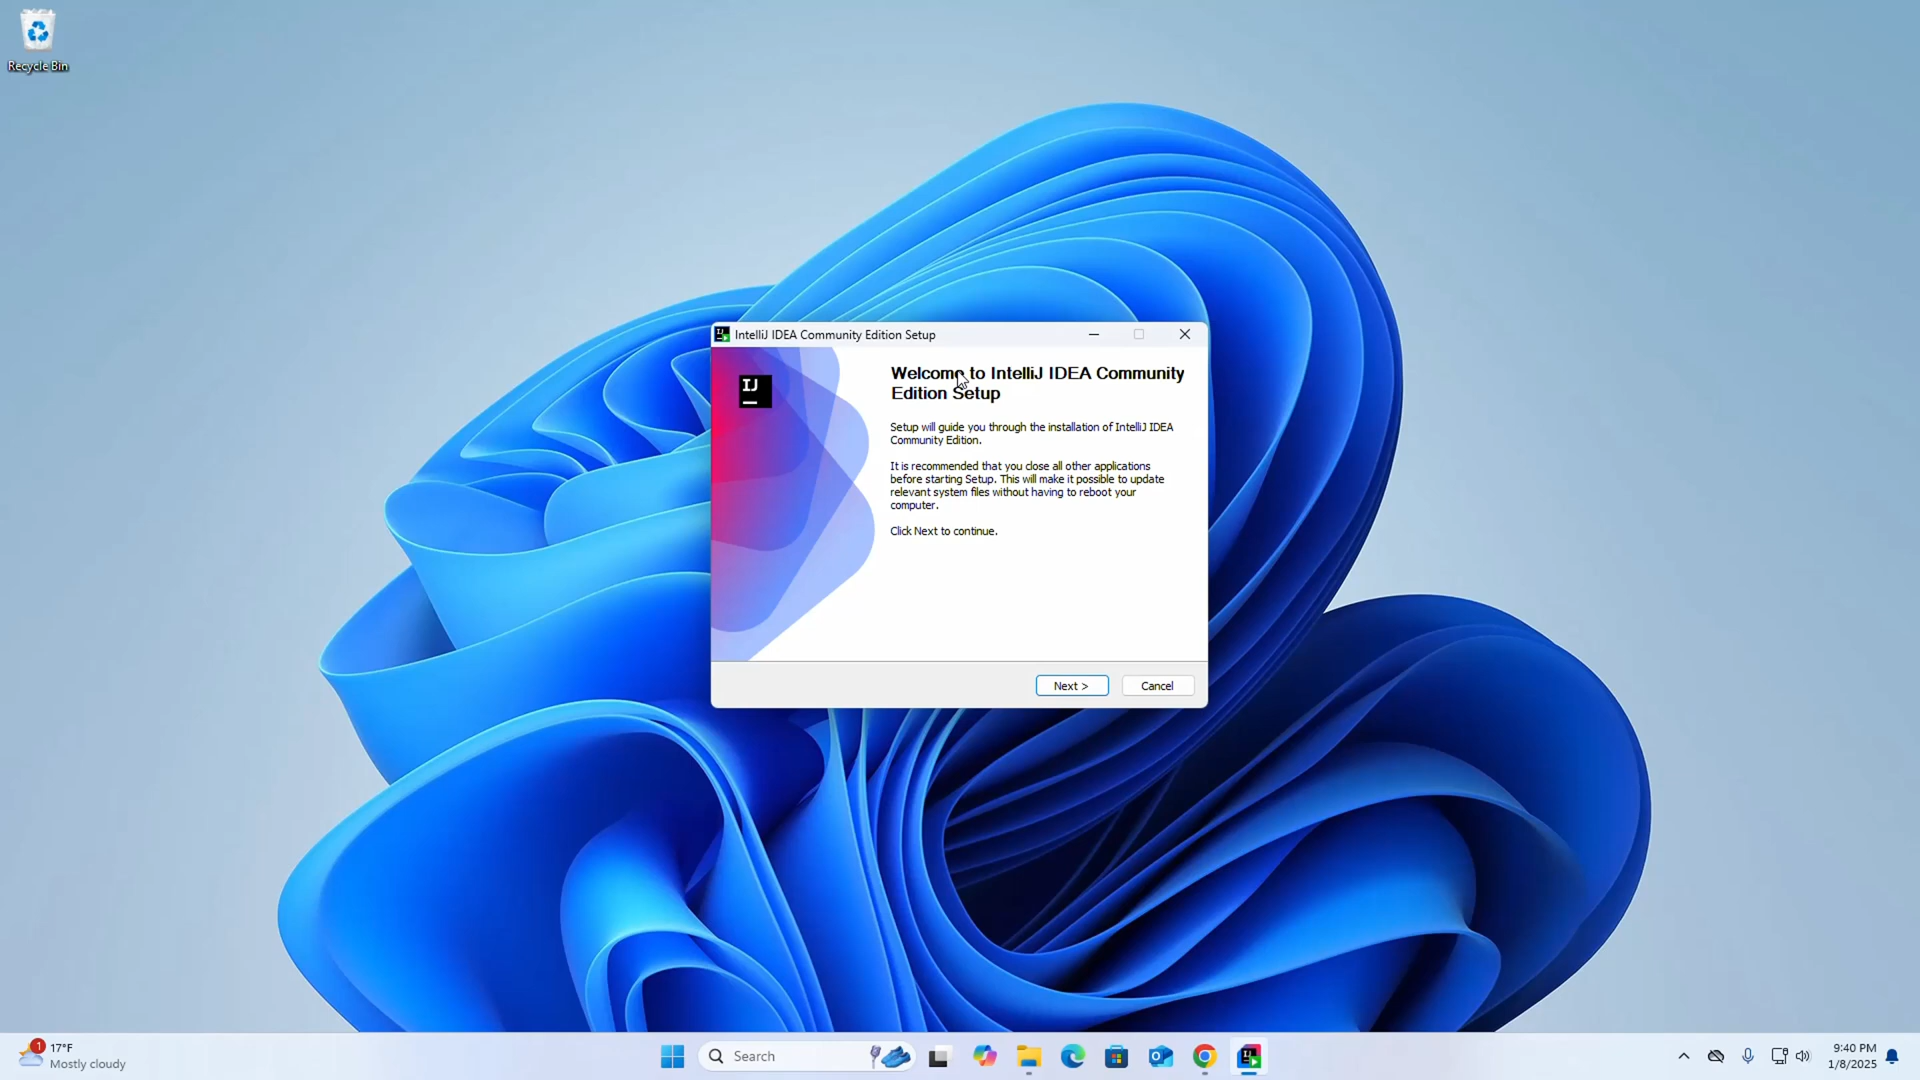 Recycle Bin
IntelliJ IDEA Community Edition Setup
IJ
Welcome to IntelliJ IDEA Community
Edition Setup
Setup will guide you through the installation of IntelliJ IDEA
Community Edition.
It is recommended that you close all other applications
before starting Setup. This will make it possible to update
relevant system files without having to reboot your
computer.
Click Next to continue.
Next >
Cancel
1
17°F
Mostly cloudy
Search
9:40 PM
1/8/2025